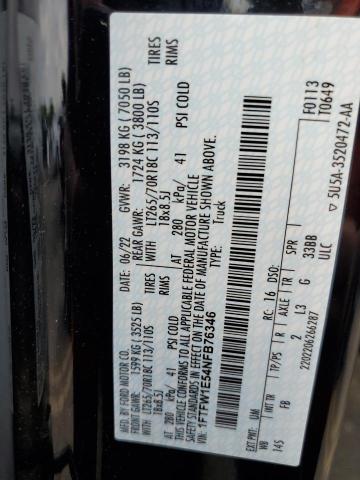 MFD. BY FORD MOTOR CO.
DATE: 06/22 GVWR: 3198 KG ( 7050 LB)
FRONT GAWR: 1599 KG ( 3525 LB) REAR GAWR: 1724 KG ( 3800 LB)
WITH LT265/70R18C 113/110S TIRES WITH LT265/70R18C 113/110S TIRES
18x8.5J RIMS 18x8.5J RIMS
AT 280 kPa/ 41 PSI COLD AT 280 kPa/ 41 PSI COLD
THIS VEHICLE CONFORMS TO ALL APPLICABLE FEDERAL MOTOR VEHICLE
SAFETY STANDARDS IN EFFECT ON THE DATE OF MANUFACTURE SHOWN ABOVE.
VIN: 1FTFW1E54NFB76346
TYPE: Truck
F0113
1T0649
EXT PNT: UM RC: 16 DSO:
WB TP/PS R AXLE TR SPR
145 FB 2 L3 G 33BB
2202206266287 ULC
▽ 5U5A-3520472-AA